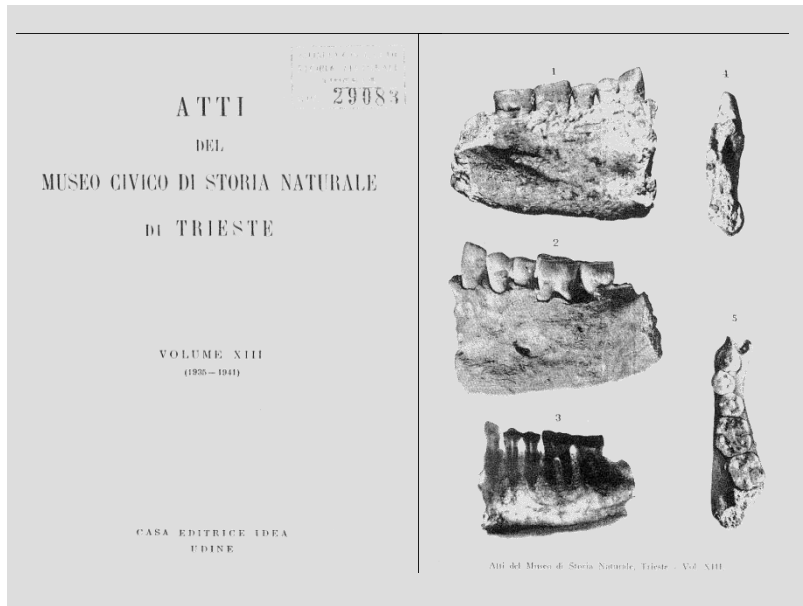 29083
ATTI
DEL
MUSEO CIVICO DI STORIA NATURALE
DI TRIESTE
VOLUME XIII
(1935—1941)
CASA EDITRICE IDEA
UDINE
1
4
2
5
3
Atti del Museo di Storia Naturale, Trieste - Vol. XIII